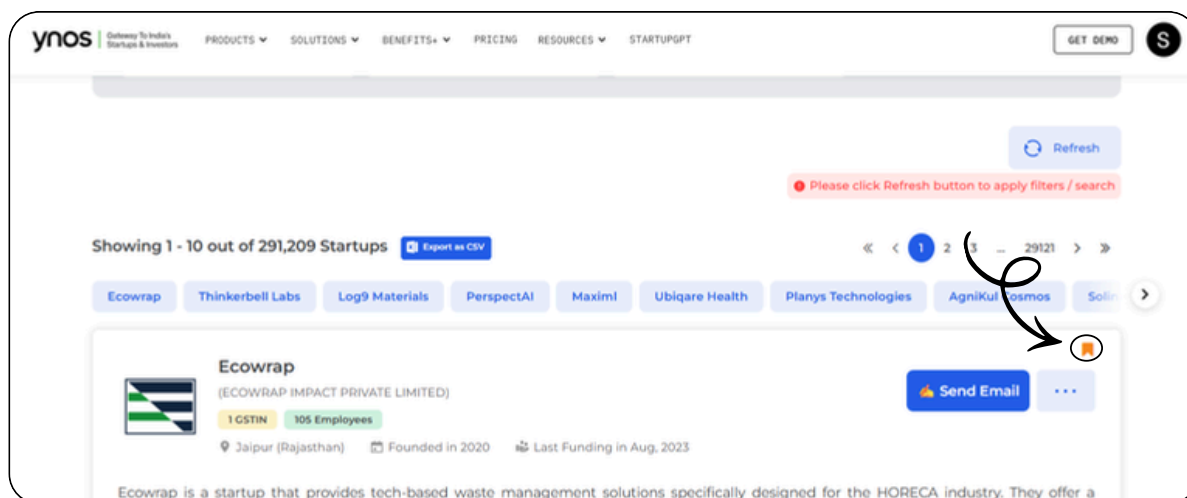 YNOS Gateway To India's Startups & Investors PRODUCTS SOLUTIONS BENEFITS+ PRICING RESOURCES STARTUPGPT GET DEMO S
Refresh
Please click Refresh button to apply filters / search
Showing 1 - 10 out of 291,209 Startups Export as CSV « < 1 2 3 ... 29121 > »
Ecowrap Thinkerbell Labs Log9 Materials PerspectAI Maximl Ubiqare Health Planys Technologies AgniKul Cosmos
Ecowrap
(ECOWRAP IMPACT PRIVATE LIMITED)
Send Email ...
1 GSTIN 105 Employees
Jaipur (Rajasthan) Founded in 2020 Last Funding in Aug, 2023
Ecowrap is a startup that provides tech-based waste management solutions specifically designed for the HORECA industry. They offer a